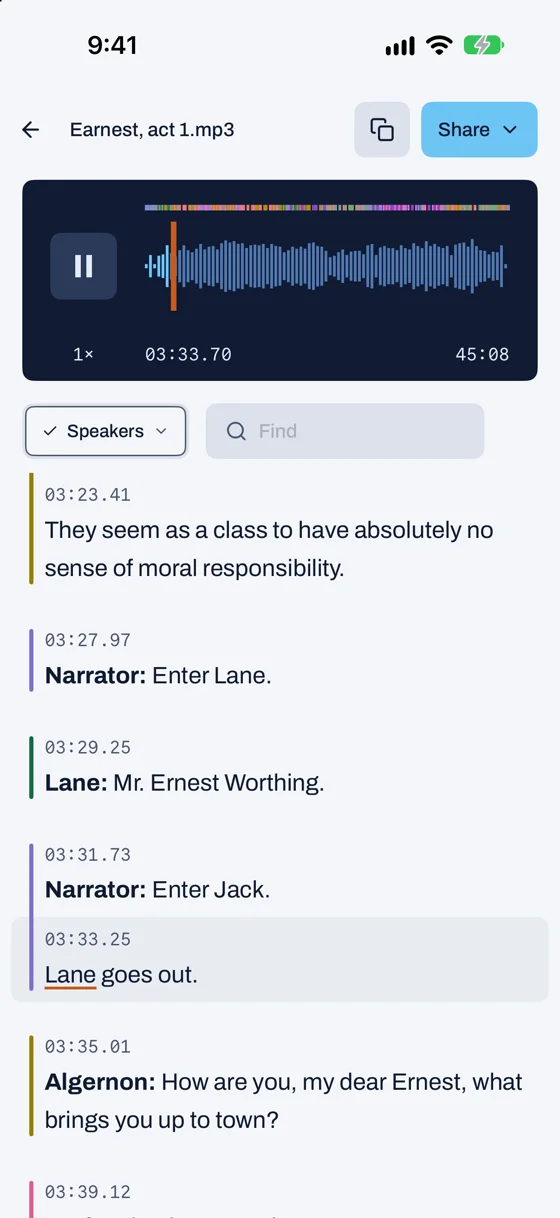 9:41
Earnest, act 1.mp3
Share
1×
03:33.70
45:08
Speakers
Find
03:23.41
They seem as a class to have absolutely no
sense of moral responsibility.
03:27.97
Narrator: Enter Lane.
03:29.25
Lane: Mr. Ernest Worthing.
03:31.73
Narrator: Enter Jack.
03:33.25
Lane goes out.
03:35.01
Algernon: How are you, my dear Ernest, what
brings you up to town?
03:39.12